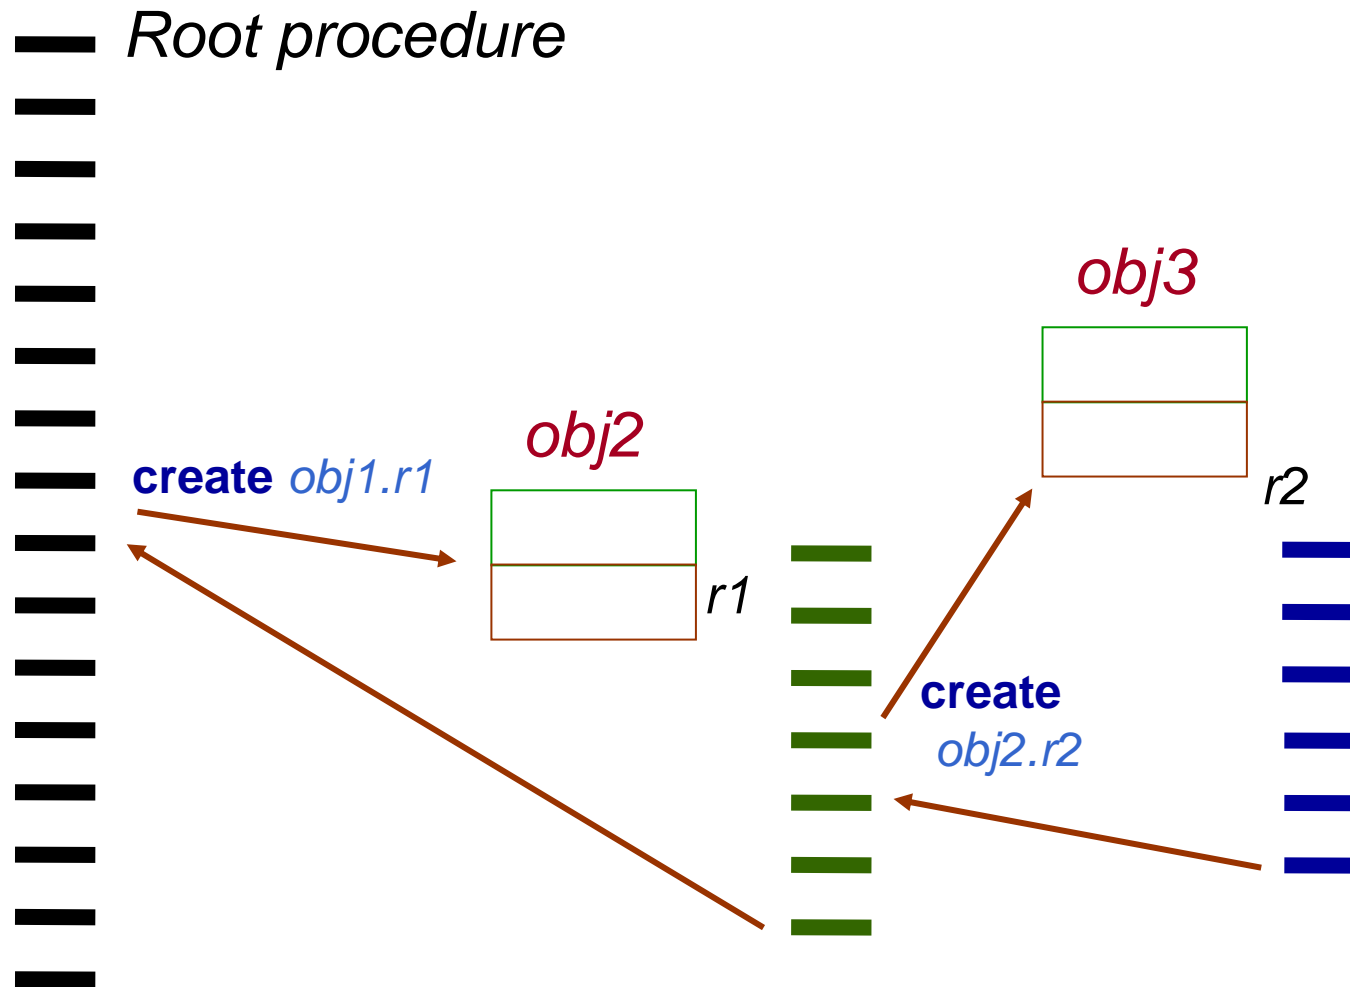 Root procedure
obj3
obj2
create obj1.r1
r2
r1
create
obj2.r2